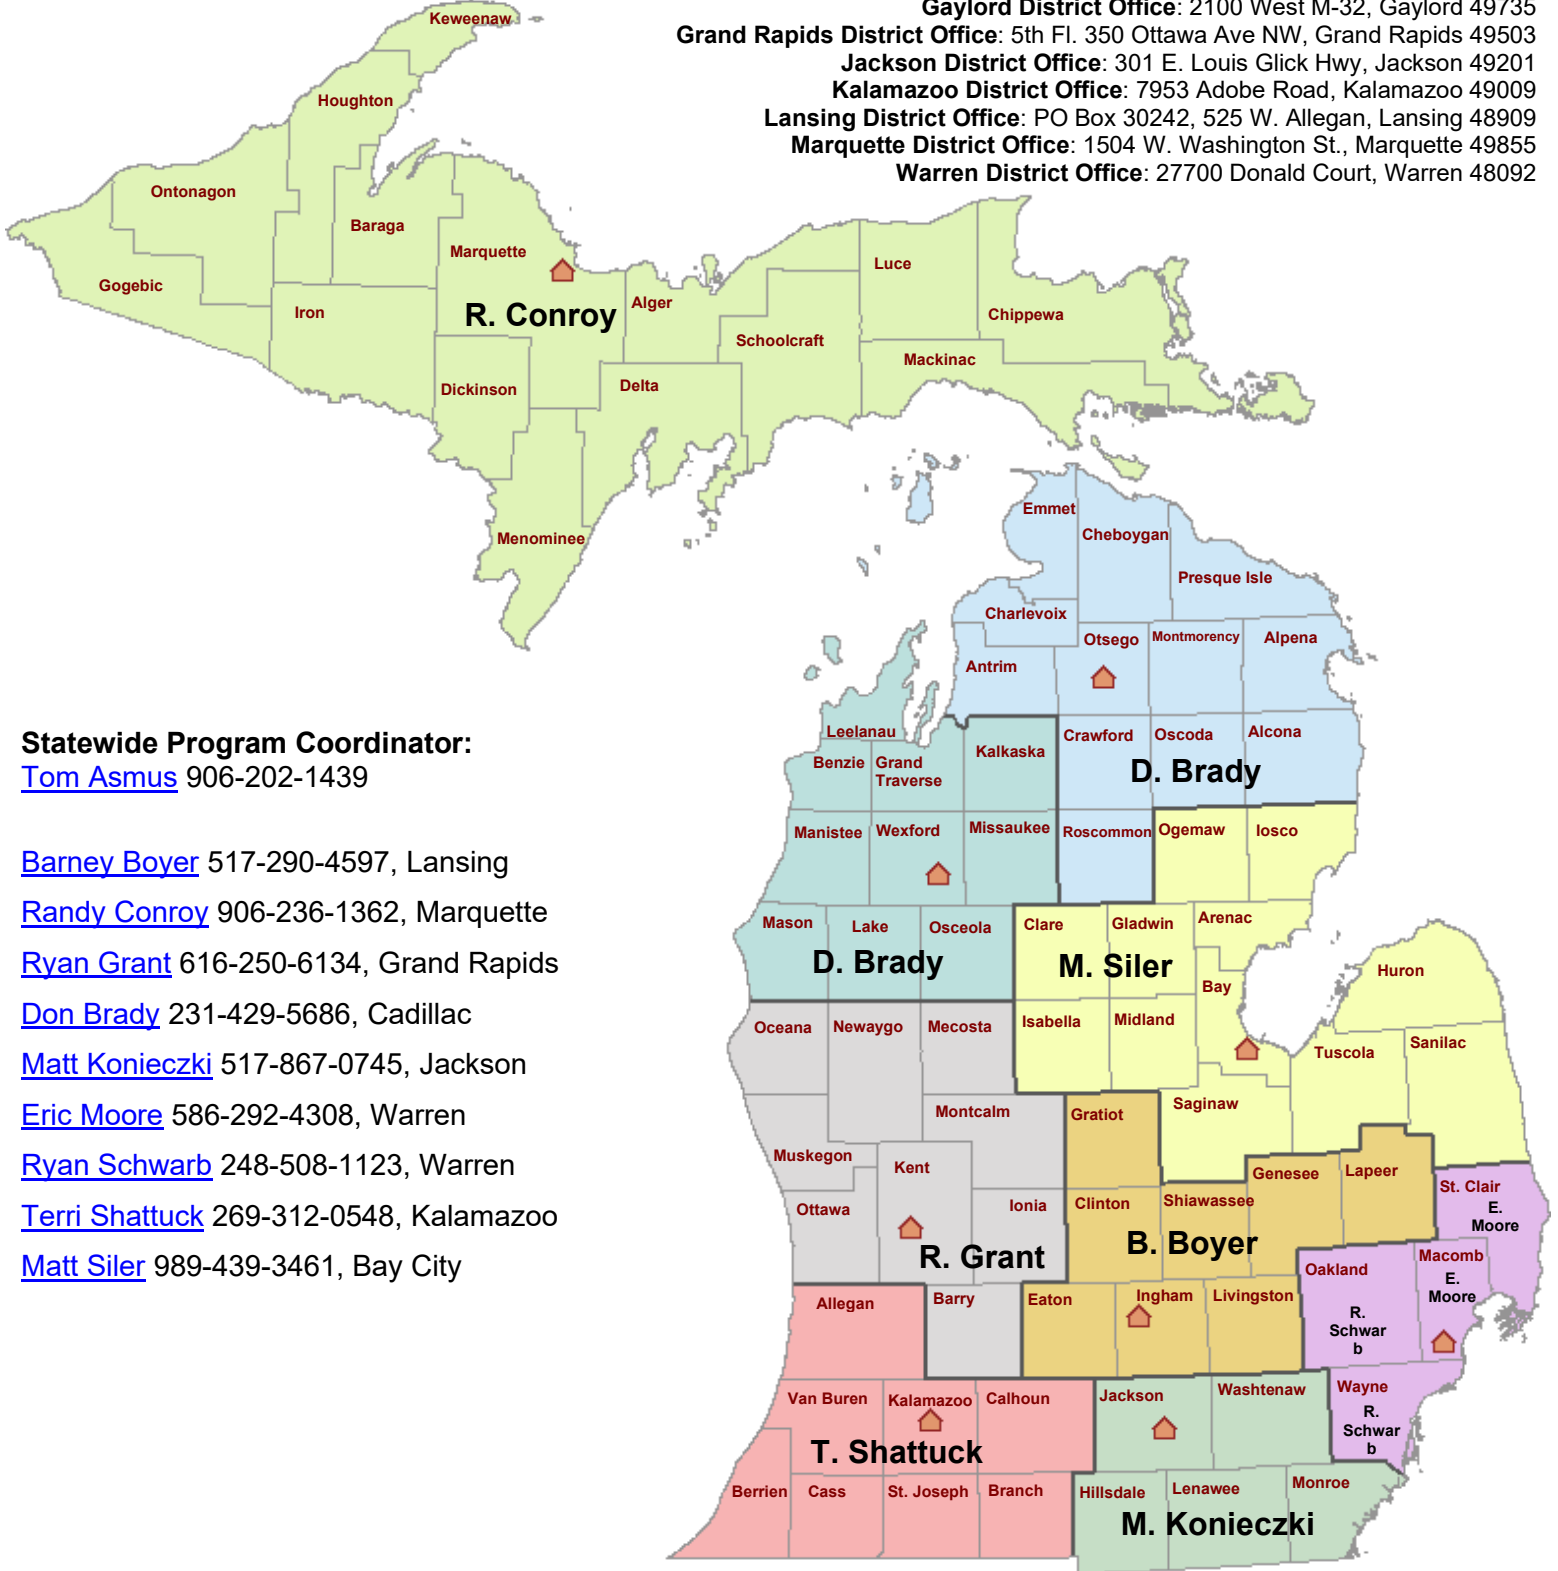 Gaylord District Office: 2100 West M-32, Gaylord 49735
Grand Rapids District Office: 5th Fl. 350 Ottawa Ave NW, Grand Rapids 49503
Jackson District Office: 301 E. Louis Glick Hwy, Jackson 49201
Kalamazoo District Office: 7953 Adobe Road, Kalamazoo 49009
Lansing District Office: PO Box 30242, 525 W. Allegan, Lansing 48909
Marquette District Office: 1504 W. Washington St., Marquette 49855
Warren District Office: 27700 Donald Court, Warren 48092
Keweenaw
Houghton
Ontonagon
Baraga
Marquette
Gogebic
Iron
R. Conroy
Alger
Luce
Chippewa
Schoolcraft
Mackinac
Dickinson
Delta
Menominee
Emmet
Cheboygan
Presque Isle
Charlevoix
Otsego
Montmorency
Alpena
Antrim
Crawford
Oscoda
Alcona
D. Brady
Roscommon
Leelanau
Benzie
Grand
Traverse
Kalkaska
Manistee
Wexford
Missaukee
Mason
Lake
Osceola
D. Brady
Ogemaw
Iosco
Clare
Gladwin
Arenac
M. Siler
Bay
Huron
Isabella
Midland
Tuscola
Sanilac
Saginaw
Oceana
Newaygo
Mecosta
Montcalm
Muskegon
Kent
Ottawa
Ionia
R. Grant
Barry
Gratiot
Clinton
Shiawassee
Genesee
Lapeer
B. Boyer
Eaton
Ingham
Livingston
St. Clair
E.
Moore
Macomb
E.
Moore
Oakland
R.
Schwar
b
Wayne
R.
Schwar
b
Allegan
Van Buren
Kalamazoo
Calhoun
T. Shattuck
Berrien
Cass
St. Joseph
Branch
Jackson
Washtenaw
Hillsdale
Lenawee
Monroe
M. Konieczki
Statewide Program Coordinator:
Tom Asmus 906-202-1439
Barney Boyer 517-290-4597, Lansing
Randy Conroy 906-236-1362, Marquette
Ryan Grant 616-250-6134, Grand Rapids
Don Brady 231-429-5686, Cadillac
Matt Konieczki 517-867-0745, Jackson
Eric Moore 586-292-4308, Warren
Ryan Schwarb 248-508-1123, Warren
Terri Shattuck 269-312-0548, Kalamazoo
Matt Siler 989-439-3461, Bay City